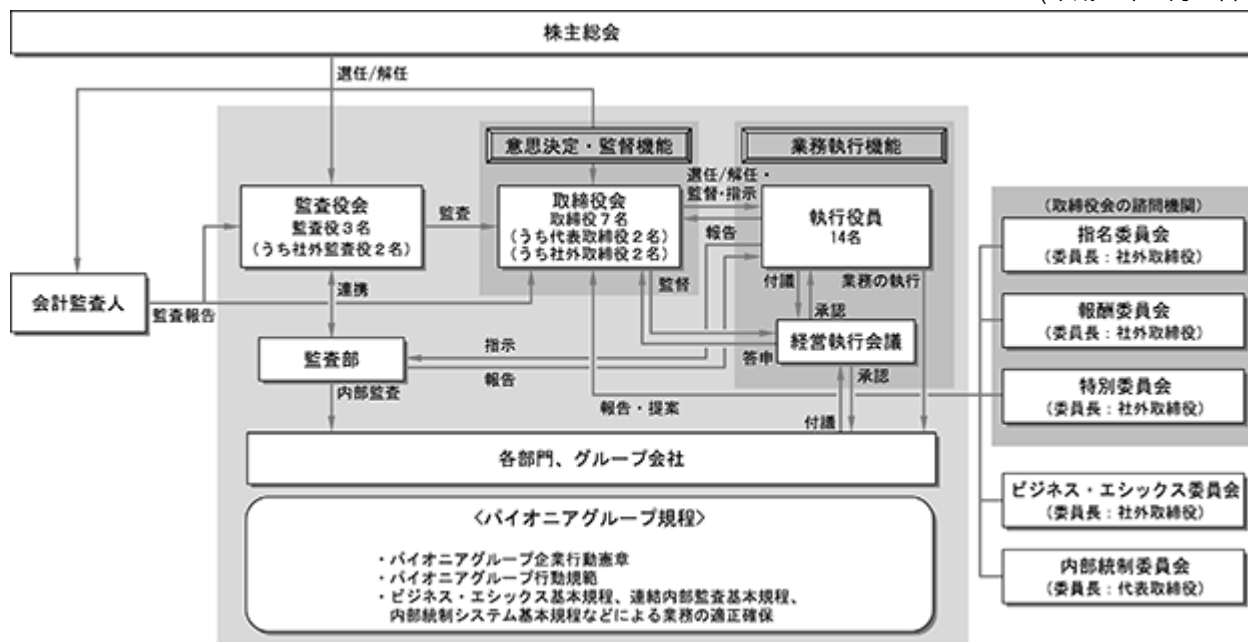 株主総会
選任/解任
意思決定・監督機能
業務執行機能
監査役会
監査役3名
(うち社外監査役2名)
監査
取締役会
取締役7名
(うち代表取締役2名)
(うち社外取締役2名)
選任/解任・
監督・指示
報告
執行役員
14名
(取締役会の諮問機関)
指名委員会
(委員長:社外取締役)
会計監査人
監査報告
連携
監督
付議
業務の執行
承認
報酬委員会
(委員長:社外取締役)
監査部
指示
報告
答申
経営執行会議
承認
特別委員会
(委員長:社外取締役)
内部監査
報告・提案
付議
各部門、グループ会社
ビジネス・エシックス委員会
(委員長:社外取締役)
〈パイオニアグループ規程〉
・パイオニアグループ企業行動憲章
・パイオニアグループ行動規範
・ビジネス・エシックス基本規程、連結内部監査基本規程、
内部統制システム基本規程などによる業務の適正確保
内部統制委員会
(委員長:代表取締役)